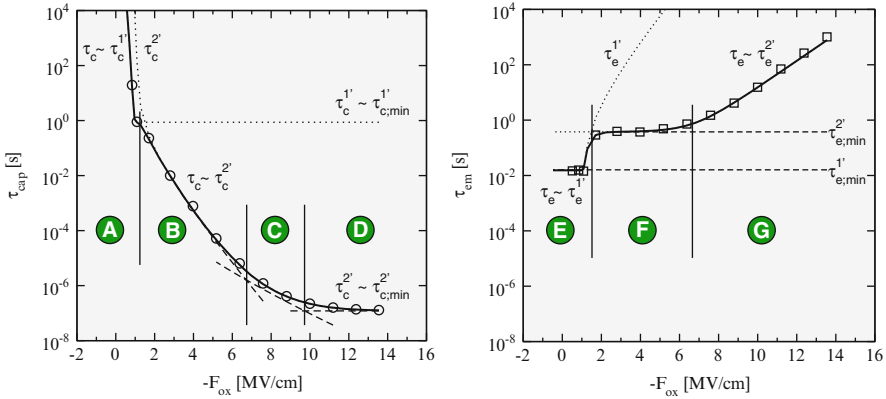 10^4
10^2
10^0
10^-2
10^-4
10^-6
10^-8
τ_cap [s]
τ_c ~ τ_c^1'
τ_c^2'
τ_c^1' ~ τ_c;min^1'
τ_c ~ τ_c^2'
A
B
C
D
τ_c^2' ~ τ_c;min^2'
-2 0 2 4 6 8 10 12 14 16
-F_ox [MV/cm]
10^4
10^2
10^0
10^-2
10^-4
10^-6
10^-8
τ_em [s]
τ_e^1'
τ_e ~ τ_e^2'
τ_e;min^2'
τ_e;min^1'
τ_e ~ τ_e^1'
E
F
G
-2 0 2 4 6 8 10 12 14 16
-F_ox [MV/cm]